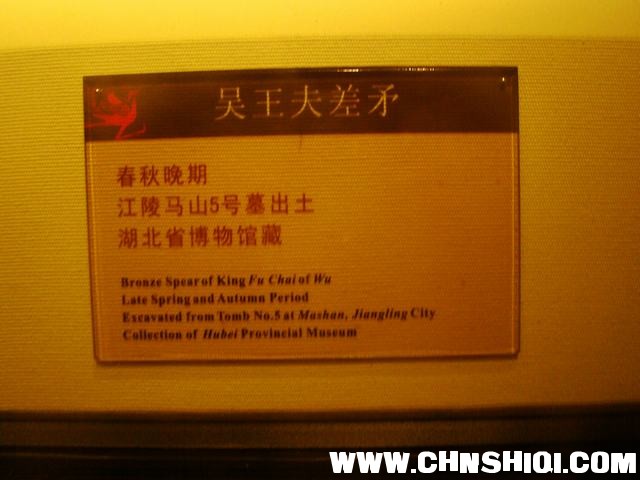 吴王夫差矛
春秋晚期
江陵马山5号墓出土
湖北省博物馆藏
Bronze Spear of King Fu Chai of Wu
Late Spring and Autumn Period
Excavated from Tomb No.5 at Mashan, Jiangling City
Collection of Hubei Provincial Museum
WWW.CHNSHIQI.COM